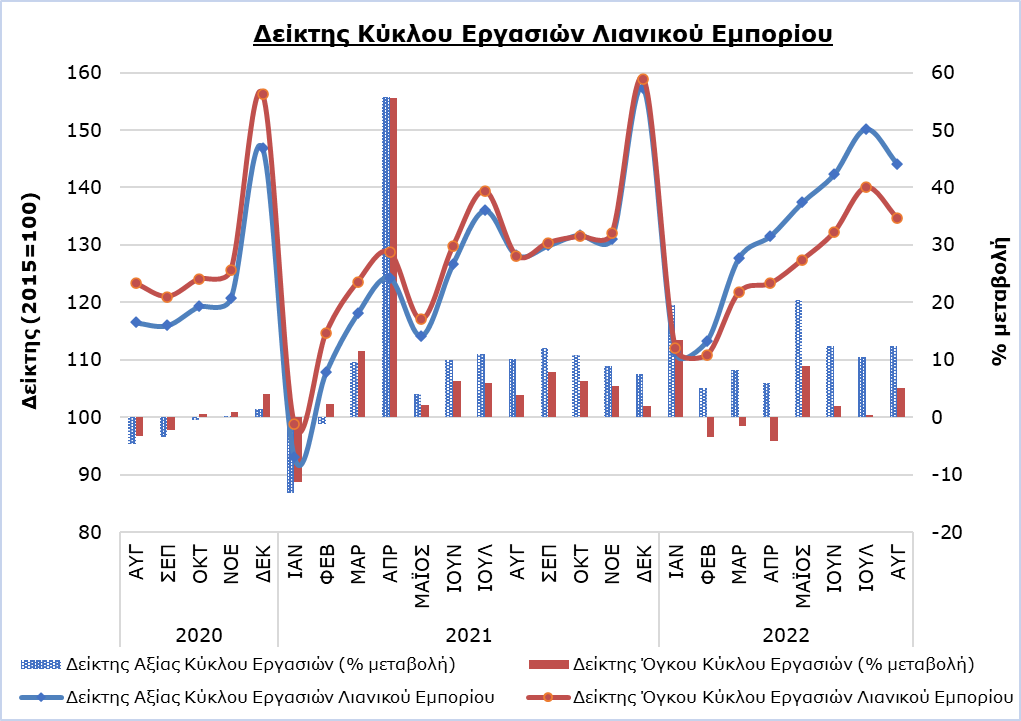 Δείκτης Κύκλου Εργασιών Λιανικού Εμπορίου
Δείκτης (2015=100)
160
150
140
130
120
110
100
90
80
60
50
40
30
20
10
0
-10
-20
% μεταβολή
ΑΥΓ ΣΕΠ ΟΚΤ ΝΟΕ ΔΕΚ ΙΑΝ ΦΕΒ ΜΑΡ ΑΠΡ ΜΑΪΟΣ ΙΟΥΝ ΙΟΥΛ ΑΥΓ ΣΕΠ ΟΚΤ ΝΟΕ ΔΕΚ ΙΑΝ ΦΕΒ ΜΑΡ ΑΠΡ ΜΑΪΟΣ ΙΟΥΝ ΙΟΥΛ ΑΥΓ
2020 2021 2022
Δείκτης Αξίας Κύκλου Εργασιών (% μεταβολή) Δείκτης Όγκου Κύκλου Εργασιών (% μεταβολή)
Δείκτης Αξίας Κύκλου Εργασιών Λιανικού Εμπορίου Δείκτης Όγκου Κύκλου Εργασιών Λιανικού Εμπορίου